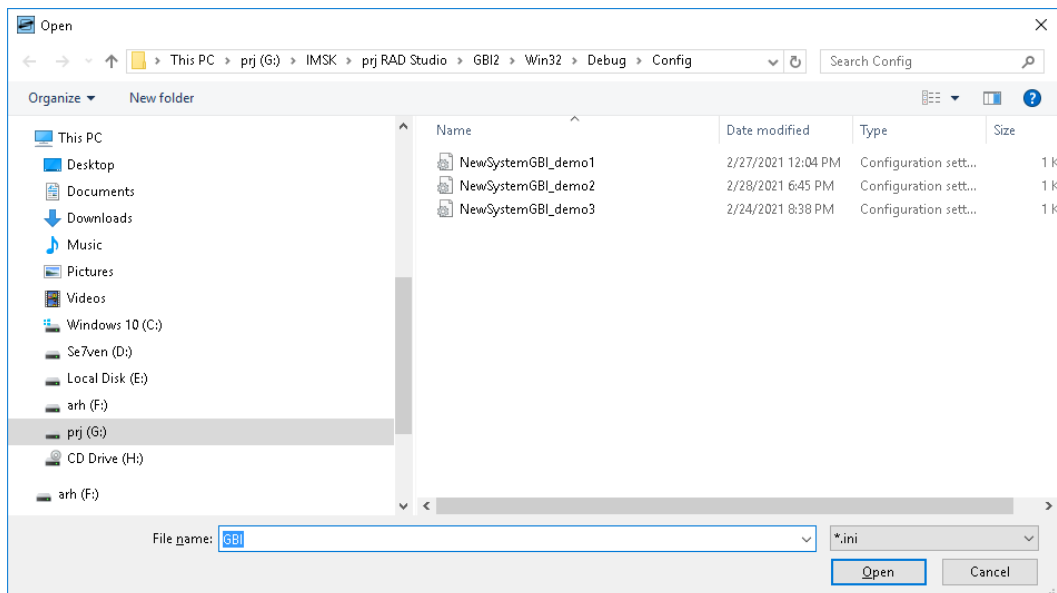 Open
This PC > prj (G:) > IMSK > prj RAD Studio > GBI2 > Win32 > Debug > Config
Search Config
Organize
New folder
This PC
Desktop
Documents
Downloads
Music
Pictures
Videos
Windows 10 (C:)
Se7ven (D:)
Local Disk (E:)
arh (F:)
prj (G:)
CD Drive (H:)
arh (F:)
Name Date modified Type Size
NewSystemGBI_demo1 2/27/2021 12:04 PM Configuration sett... 1 K
NewSystemGBI_demo2 2/28/2021 6:45 PM Configuration sett... 1 K
NewSystemGBI_demo3 2/24/2021 8:38 PM Configuration sett... 1 K
File name: GBI
*.ini
Open
Cancel